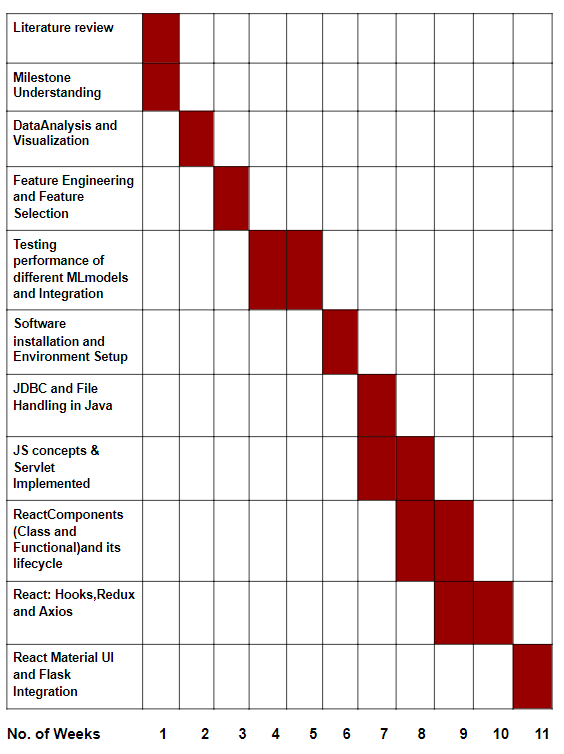 Literature review
Milestone
Understanding
DataAnalysis and
Visualization
Feature Engineering
and Feature
Selection
Testing
performance of
different MLmodels
and Integration
Software
installation and
Environment Setup
JDBC and File
Handling in Java
JS concepts &
Servlet
Implemented
ReactComponents
(Class and
Functional)and its
lifecycle
React: Hooks,Redux
and Axios
React Material UI
and Flask
Integration
No. of Weeks 1 2 3 4 5 6 7 8 9 10 11